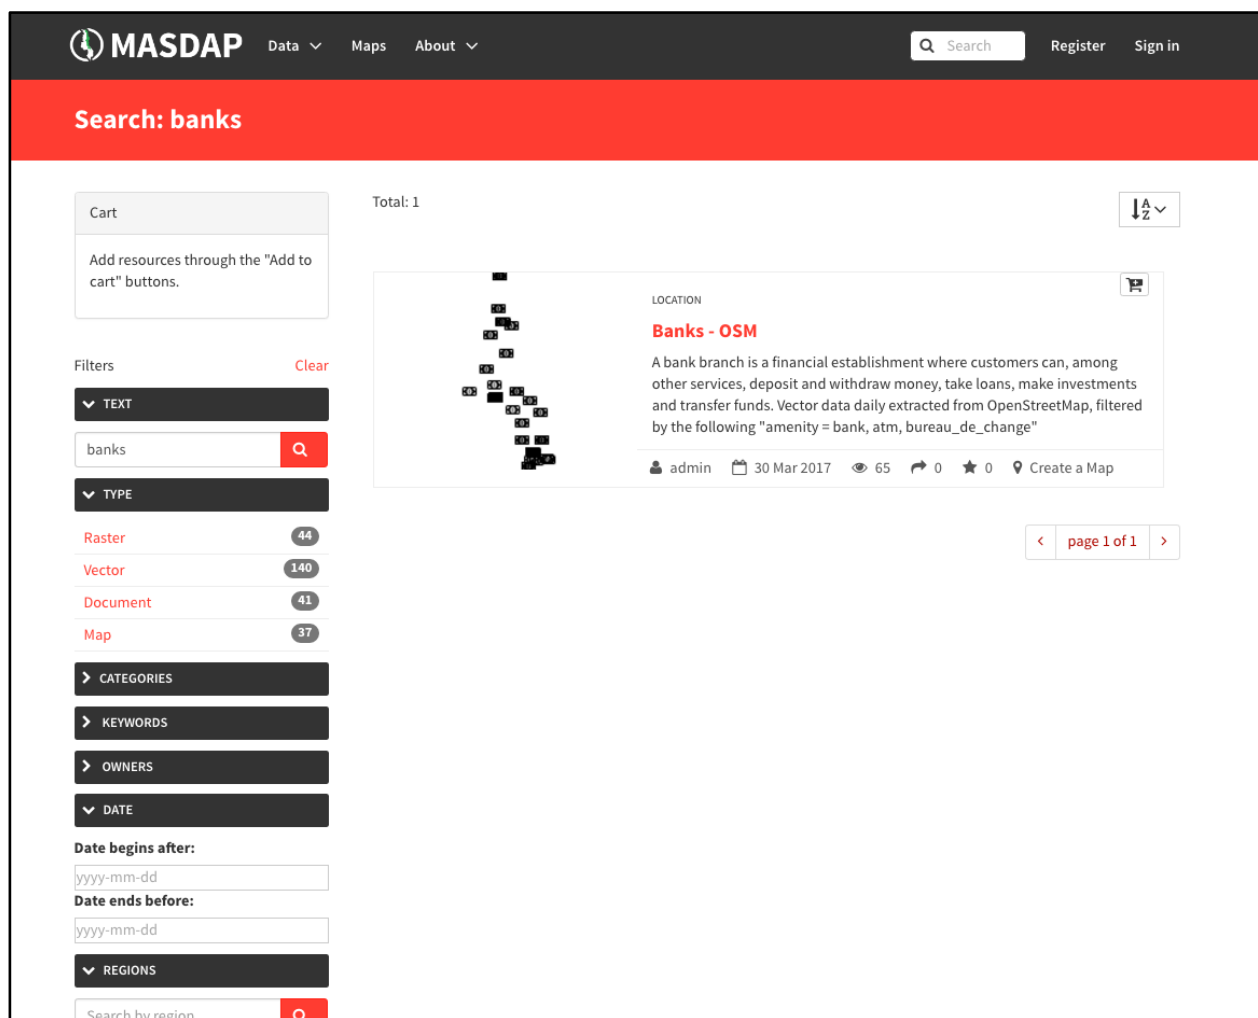 MASDAP Data Maps About Search Register Sign in
Search: banks
Cart
Add resources through the "Add to
cart" buttons.
Filters Clear
TEXT
banks
TYPE
Raster 44
Vector 140
Document 41
Map 37
CATEGORIES
KEYWORDS
OWNERS
DATE
Date begins after:
yyyy-mm-dd
Date ends before:
yyyy-mm-dd
REGIONS
Search by region
Total: 1
A
Z
LOCATION
Banks - OSM
A bank branch is a financial establishment where customers can, among
other services, deposit and withdraw money, take loans, make investments
and transfer funds. Vector data daily extracted from OpenStreetMap, filtered
by the following "amenity = bank, atm, bureau_de_change"
admin 30 Mar 2017 65 0 0 Create a Map
page 1 of 1